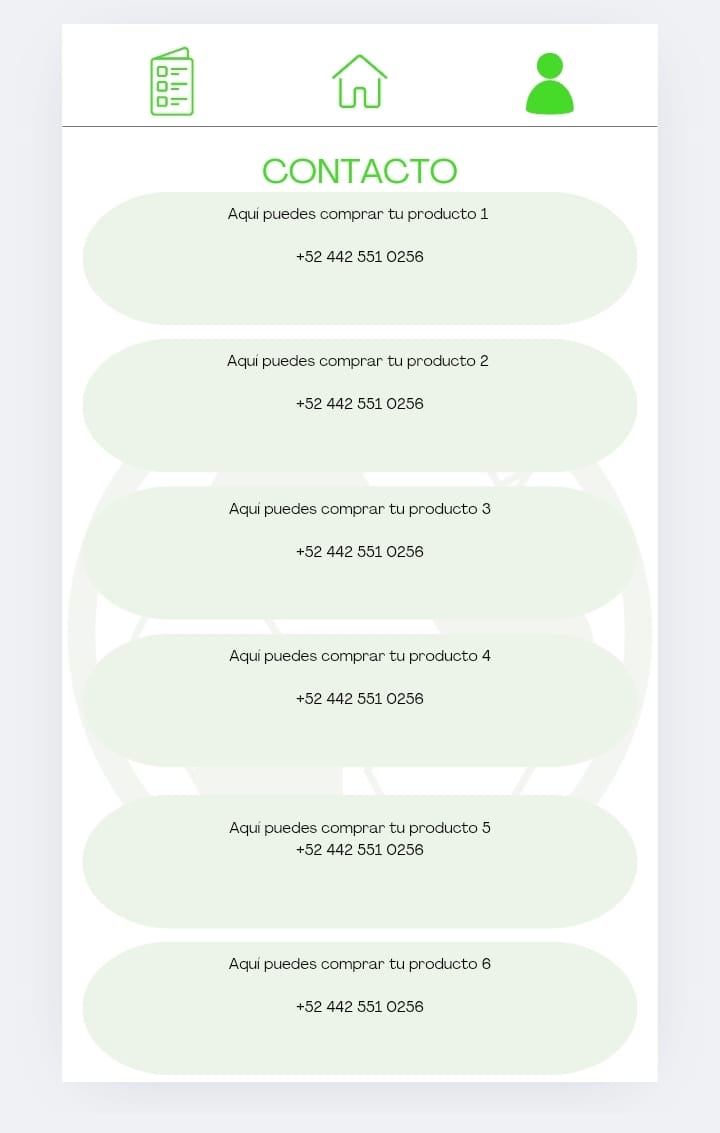 CONTACTO
Aquí puedes comprar tu producto 1
+52 442 551 0256
Aquí puedes comprar tu producto 2
+52 442 551 0256
Aquí puedes comprar tu producto 3
+52 442 551 0256
Aquí puedes comprar tu producto 4
+52 442 551 0256
Aquí puedes comprar tu producto 5
+52 442 551 0256
Aquí puedes comprar tu producto 6
+52 442 551 0256